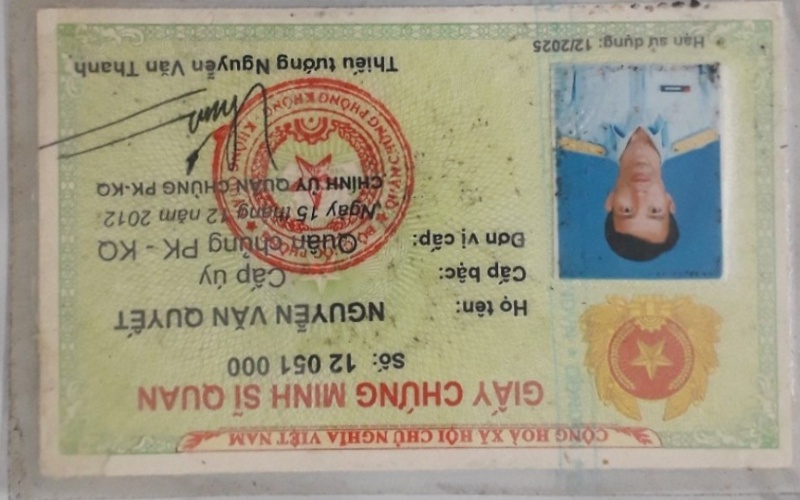 CỘNG HOÀ XÃ HỘI CHỦ NGHĨA VIỆT NAM
GIẤY CHỨNG MINH SĨ QUAN
Số: 12 051 000
Họ tên: NGUYỄN VĂN QUYẾT
Cấp bậc: Cấp úy
Đơn vị cấp: Quân chủng PK - KQ
Ngày 15 tháng 12 năm 2012
CHÍNH ỦY QUÂN CHỦNG PK-KQ
Thiếu tướng Nguyễn Văn Thanh
Hạn sử dụng: 12/2025